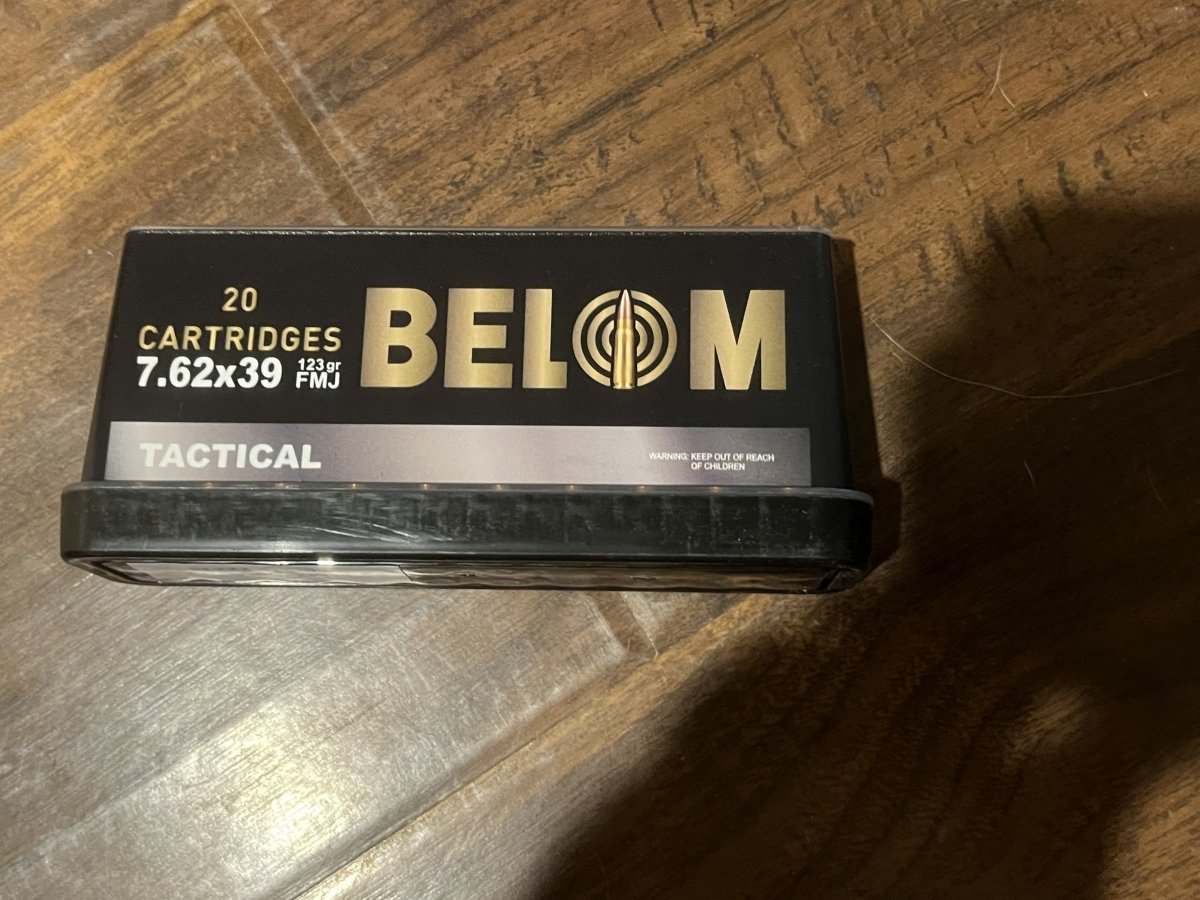 20
CARTRIDGES
7.62x39 123gr FMJ
BELOM
TACTICAL
WARNING: KEEP OUT OF REACH
OF CHILDREN